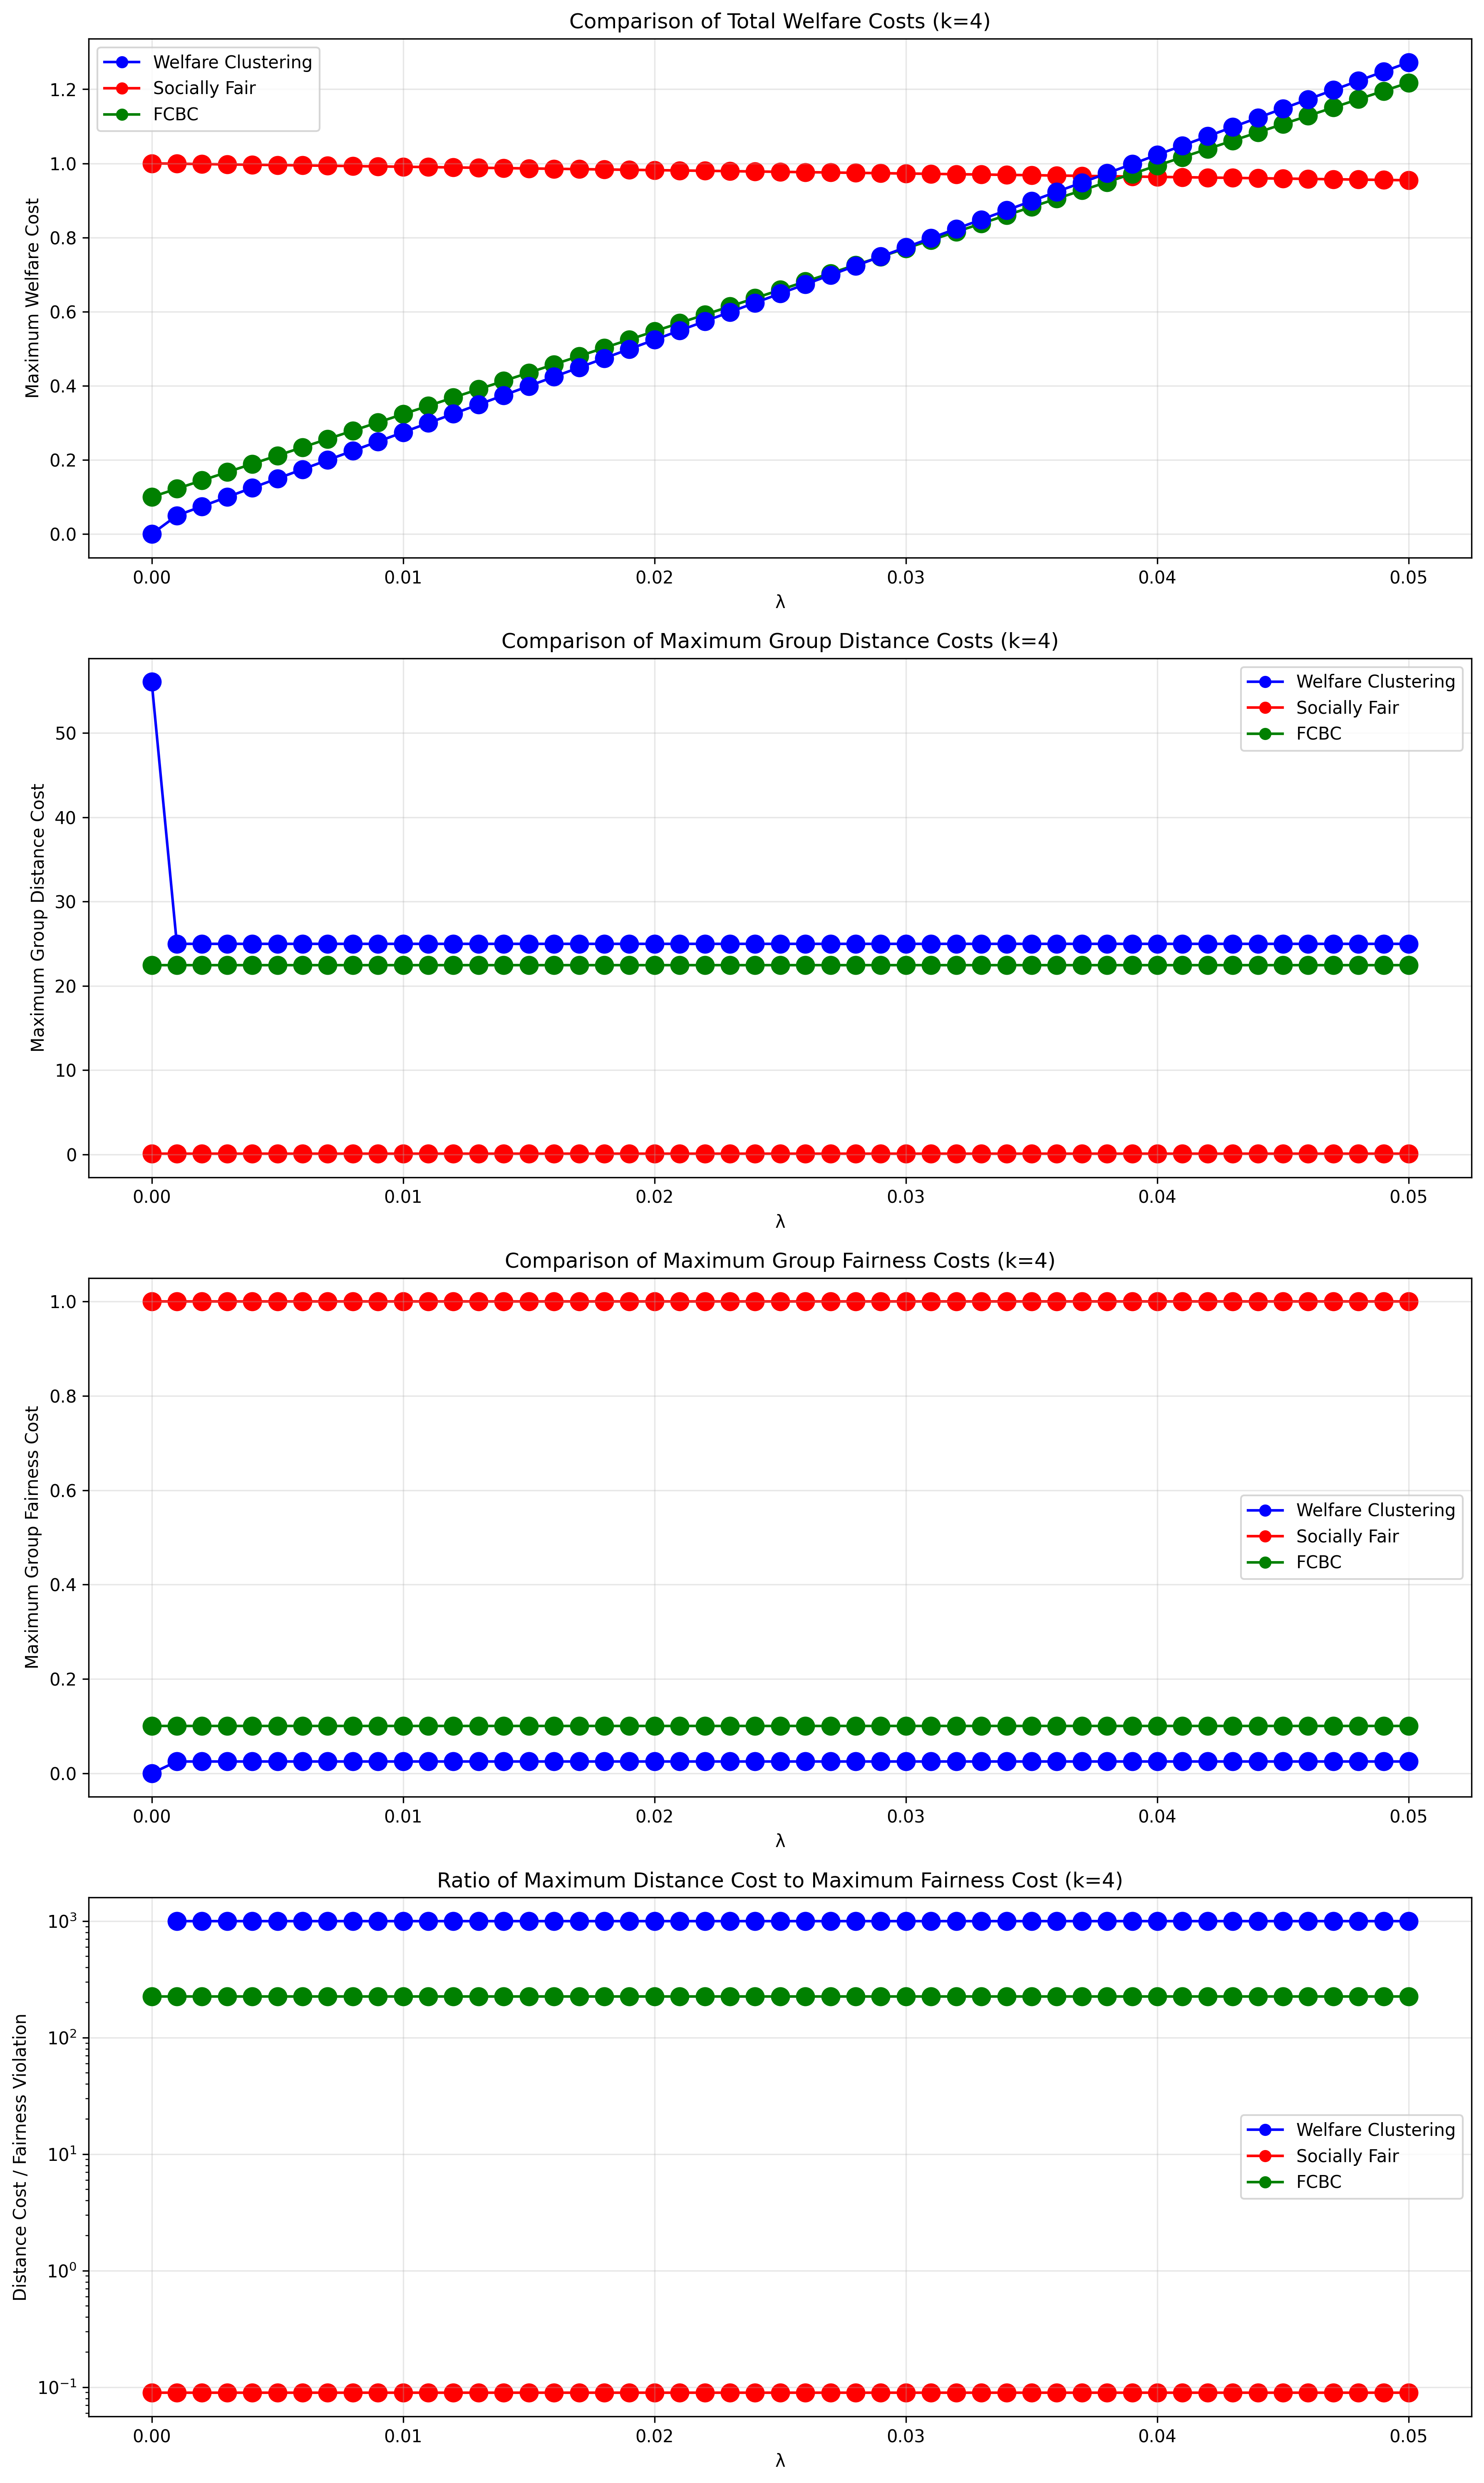 Comparison of Total Welfare Costs (k=4)
Welfare Clustering
Socially Fair
FCBC
Maximum Welfare Cost
1.2
1.0
0.8
0.6
0.4
0.2
0.0
0.00 0.01 0.02 0.03 0.04 0.05
λ
Comparison of Maximum Group Distance Costs (k=4)
Welfare Clustering
Socially Fair
FCBC
Maximum Group Distance Cost
50
40
30
20
10
0
0.00 0.01 0.02 0.03 0.04 0.05
λ
Comparison of Maximum Group Fairness Costs (k=4)
Welfare Clustering
Socially Fair
FCBC
Maximum Group Fairness Cost
1.0
0.8
0.6
0.4
0.2
0.0
0.00 0.01 0.02 0.03 0.04 0.05
λ
Ratio of Maximum Distance Cost to Maximum Fairness Cost (k=4)
Welfare Clustering
Socially Fair
FCBC
Distance Cost / Fairness Violation
10³
10²
10¹
10⁰
10⁻¹
0.00 0.01 0.02 0.03 0.04 0.05
λ